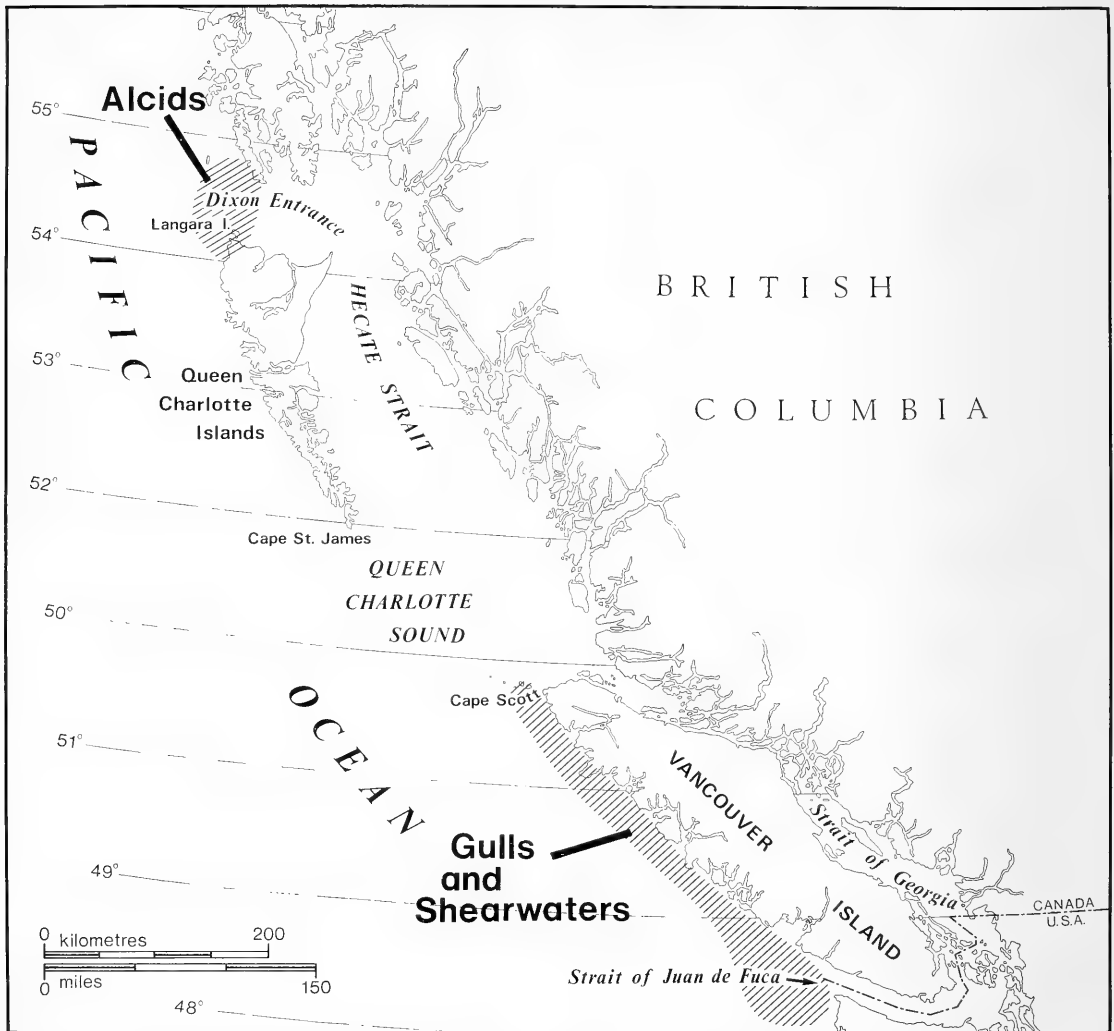 55°
Alcids
PACIFIC
Dixon Entrance
Langara I.
54°
BRITISH
HECATE STRAIT
53°
Queen
Charlotte
Islands
COLUMBIA
52°
Cape St. James
QUEEN
CHARLOTTE
SOUND
50°
OCEAN
Cape Scott
51°
VANCOUVER
ISLAND
Strait of Georgia
Gulls
and
Shearwaters
49°
CANADA
U.S.A.
0 200
kilometres
miles
0 150
Strait of Juan de Fuca
48°